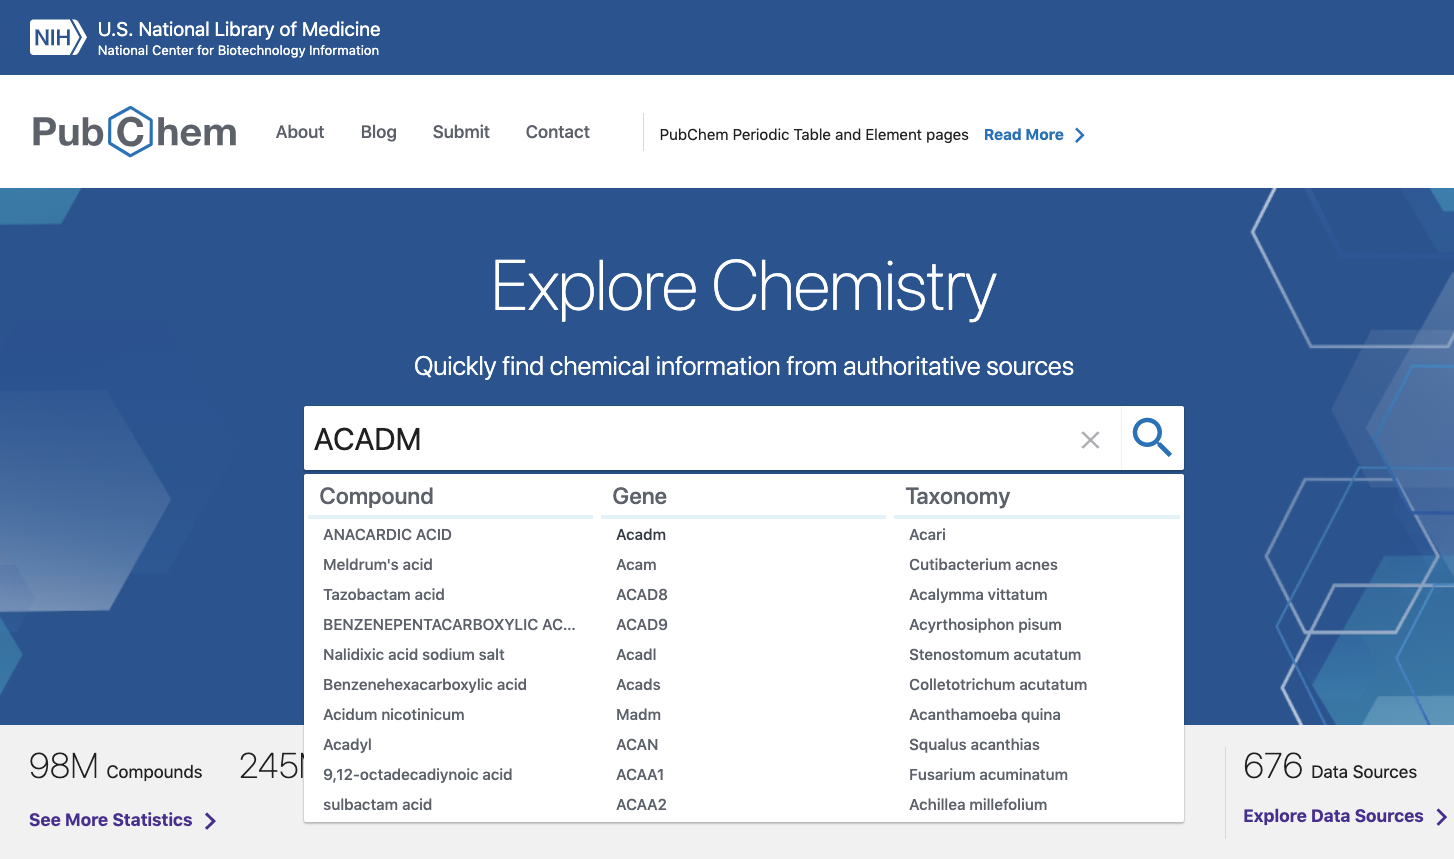 NIH
U.S. National Library of Medicine
National Center for Biotechnology Information
PubChem
About
Blog
Submit
Contact
PubChem Periodic Table and Element pages
Read More
Explore Chemistry
Quickly find chemical information from authoritative sources
ACADM
Compound
ANACARDIC ACID
Meldrum's acid
Tazobactam acid
BENZENEPENTACARBOXYLIC AC...
Nalidixic acid sodium salt
Benzenehexacarboxylic acid
Acidum nicotinicum
Acadyl
9,12-octadecadiynoic acid
sulbactam acid
Gene
Acadm
Acam
ACAD8
ACAD9
Acadl
Acads
Madm
ACAN
ACAA1
ACAA2
Taxonomy
Acari
Cutibacterium acnes
Acalymma vittatum
Acyrthosiphon pisum
Stenostomum acutatum
Colletotrichum acutatum
Acanthamoeba quina
Squalus acanthias
Fusarium acuminatum
Achillea millefolium
98M Compounds
245
See More Statistics
676 Data Sources
Explore Data Sources